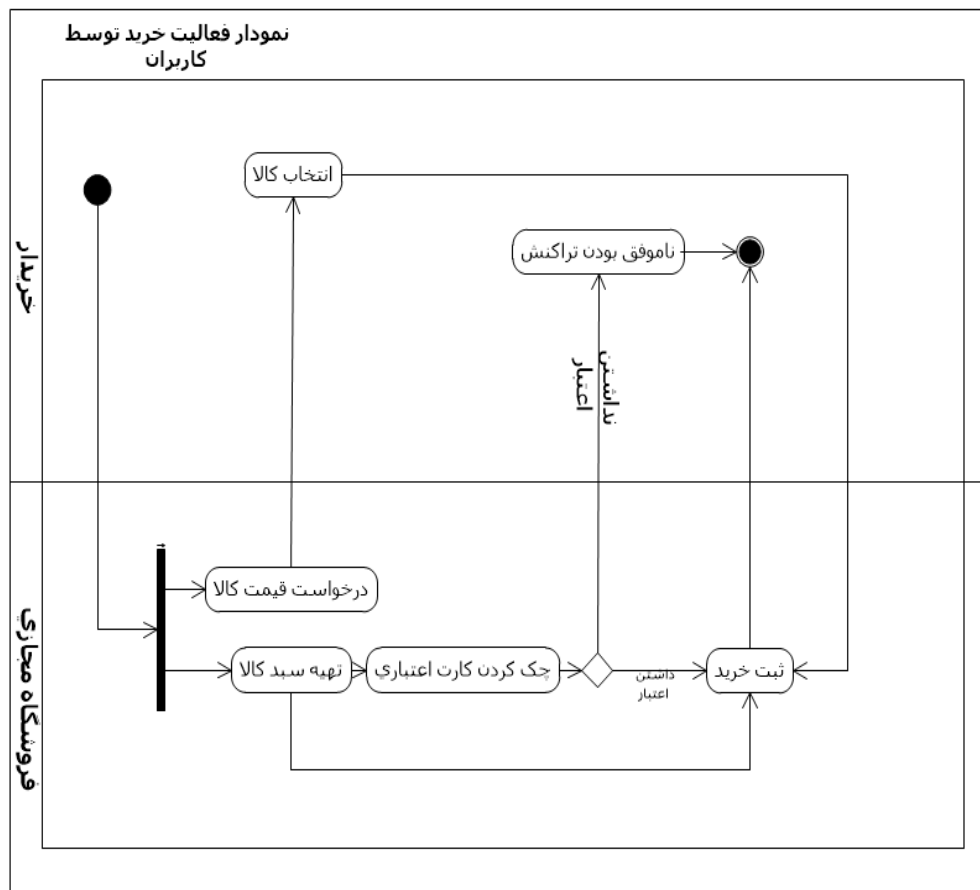 نمودار فعالیت خرید توسط
کاربران
خریدار
انتخاب کالا
ناموفق بودن تراکنش
نداشتن
اعتبار
فروشگاه مجازي
درخواست قیمت کالا
تهیه سبد کالا
چک کردن کارت اعتباري
داشتن
اعتبار
ثبت خرید